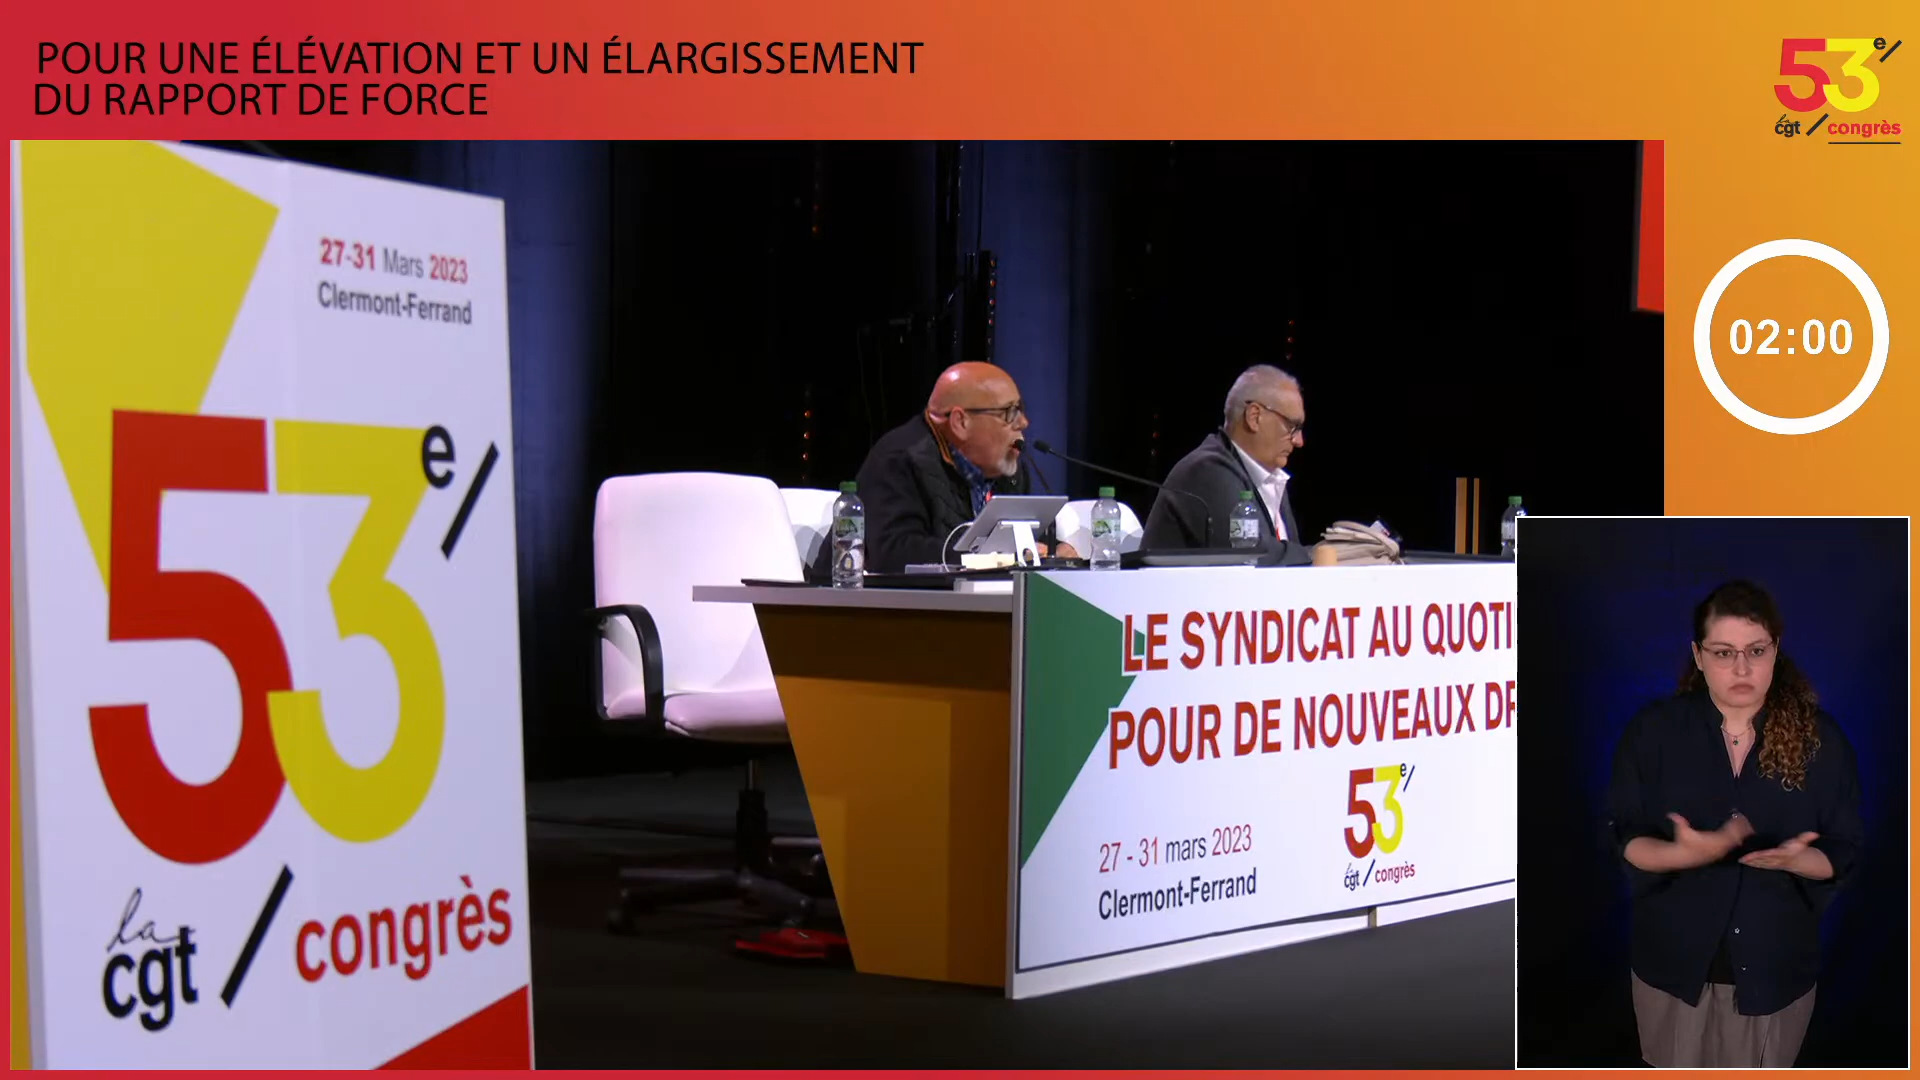 POUR UNE ÉLÉVATION ET UN ÉLARGISSEMENT
DU RAPPORT DE FORCE
53e/
la cgt / congrès
02:00
27-31 Mars 2023
Clermont-Ferrand
53e/
la cgt / congrès
LE SYNDICAT AU QUOTI
POUR DE NOUVEAUX DR
27 - 31 mars 2023
Clermont-Ferrand
53e/
la cgt / congrès